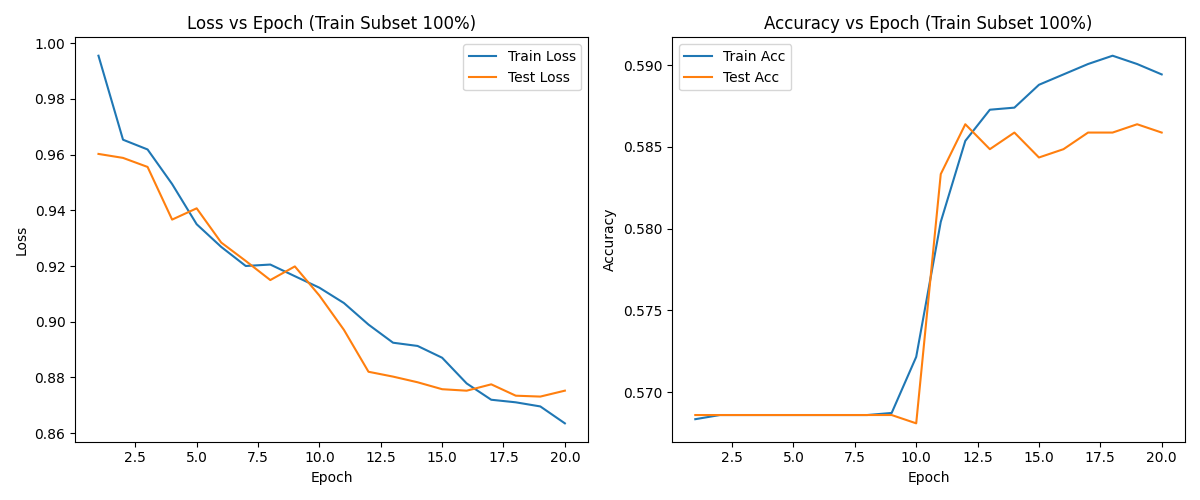 Loss vs Epoch (Train Subset 100%)
1.00
0.98
0.96
0.94
0.92
0.90
0.88
0.86
Loss
2.5 5.0 7.5 10.0 12.5 15.0 17.5 20.0
Epoch
Train Loss
Test Loss
Accuracy vs Epoch (Train Subset 100%)
0.590
0.585
0.580
0.575
0.570
Accuracy
2.5 5.0 7.5 10.0 12.5 15.0 17.5 20.0
Epoch
Train Acc
Test Acc